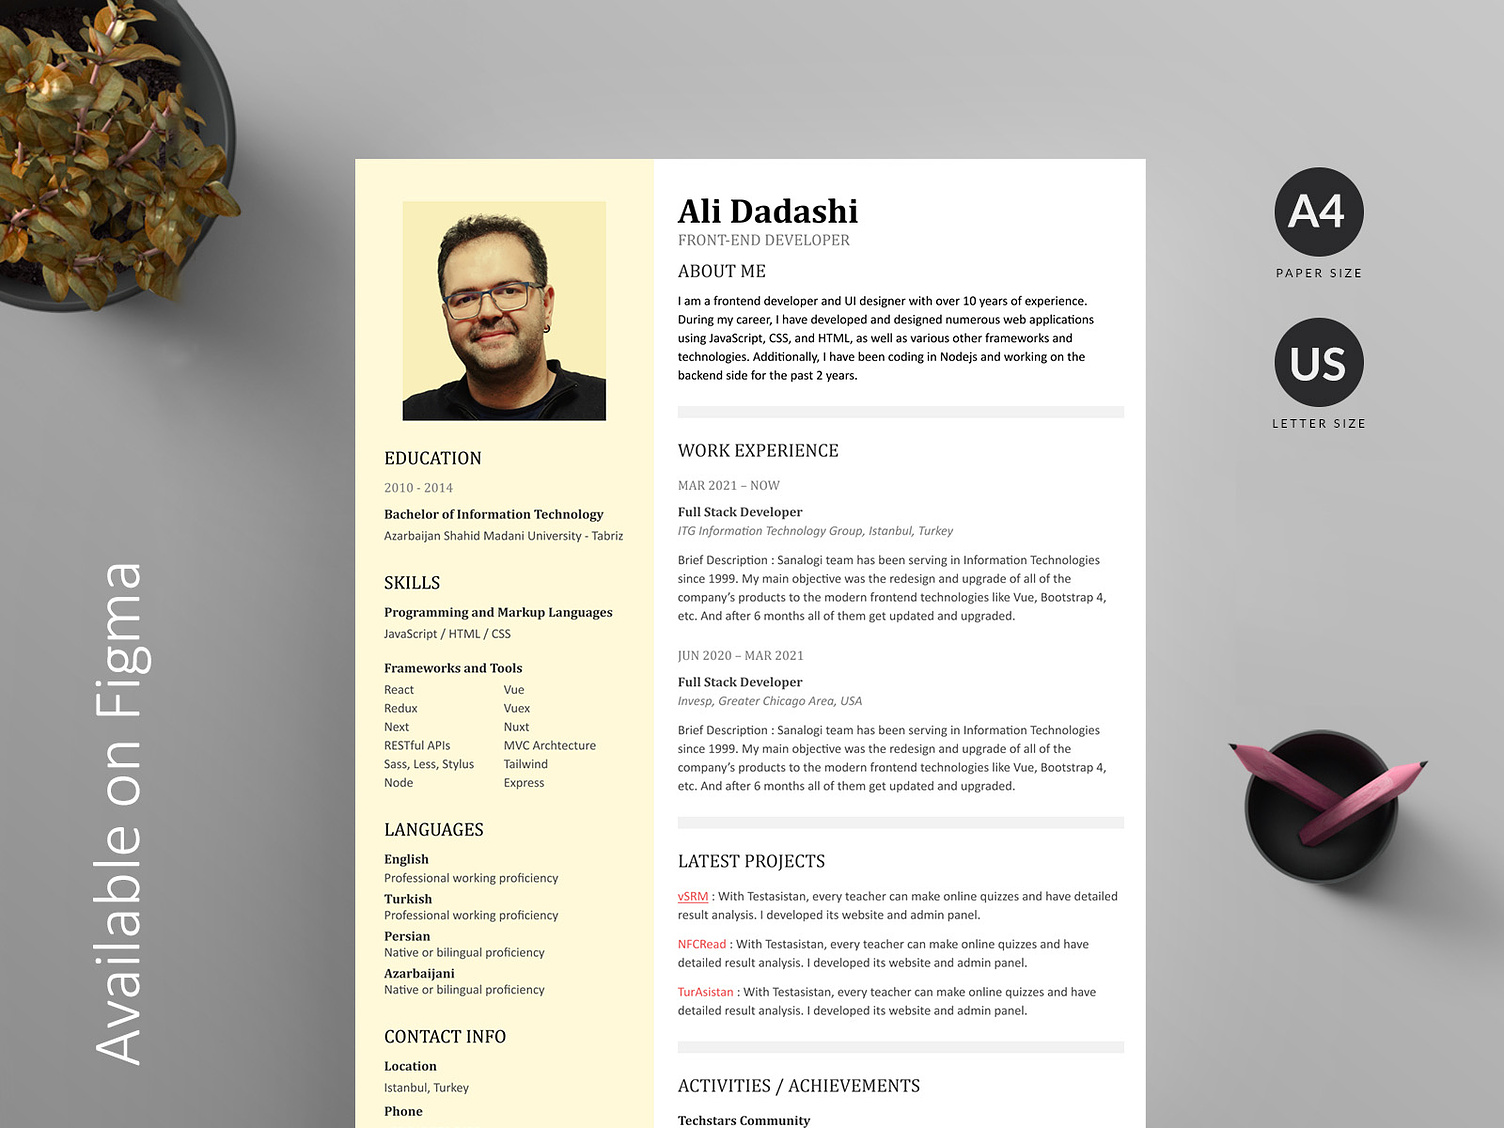 Available on Figma
EDUCATION
2010 - 2014
Bachelor of Information Technology
Azarbaijan Shahid Madani University - Tabriz
SKILLS
Programming and Markup Languages
JavaScript / HTML / CSS
Frameworks and Tools
React Vue
Redux Vuex
Next Nuxt
RESTful APIs MVC Archtecture
Sass, Less, Stylus Tailwind
Node Express
LANGUAGES
English
Professional working proficiency
Turkish
Professional working proficiency
Persian
Native or bilingual proficiency
Azarbaijani
Native or bilingual proficiency
CONTACT INFO
Location
Istanbul, Turkey
Phone
Ali Dadashi
FRONT-END DEVELOPER
ABOUT ME
I am a frontend developer and UI designer with over 10 years of experience.
During my career, I have developed and designed numerous web applications
using JavaScript, CSS, and HTML, as well as various other frameworks and
technologies. Additionally, I have been coding in Nodejs and working on the
backend side for the past 2 years.
WORK EXPERIENCE
MAR 2021 – NOW
Full Stack Developer
ITG Information Technology Group, Istanbul, Turkey
Brief Description : Sanalogi team has been serving in Information Technologies
since 1999. My main objective was the redesign and upgrade of all of the
company’s products to the modern frontend technologies like Vue, Bootstrap 4,
etc. And after 6 months all of them get updated and upgraded.
JUN 2020 – MAR 2021
Full Stack Developer
Invesp, Greater Chicago Area, USA
Brief Description : Sanalogi team has been serving in Information Technologies
since 1999. My main objective was the redesign and upgrade of all of the
company’s products to the modern frontend technologies like Vue, Bootstrap 4,
etc. And after 6 months all of them get updated and upgraded.
LATEST PROJECTS
vSRM : With Testasistan, every teacher can make online quizzes and have detailed
result analysis. I developed its website and admin panel.
NFCRead : With Testasistan, every teacher can make online quizzes and have
detailed result analysis. I developed its website and admin panel.
TurAsistan : With Testasistan, every teacher can make online quizzes and have
detailed result analysis. I developed its website and admin panel.
ACTIVITIES / ACHIEVEMENTS
Techstars Community
A4
PAPER SIZE
US
LETTER SIZE